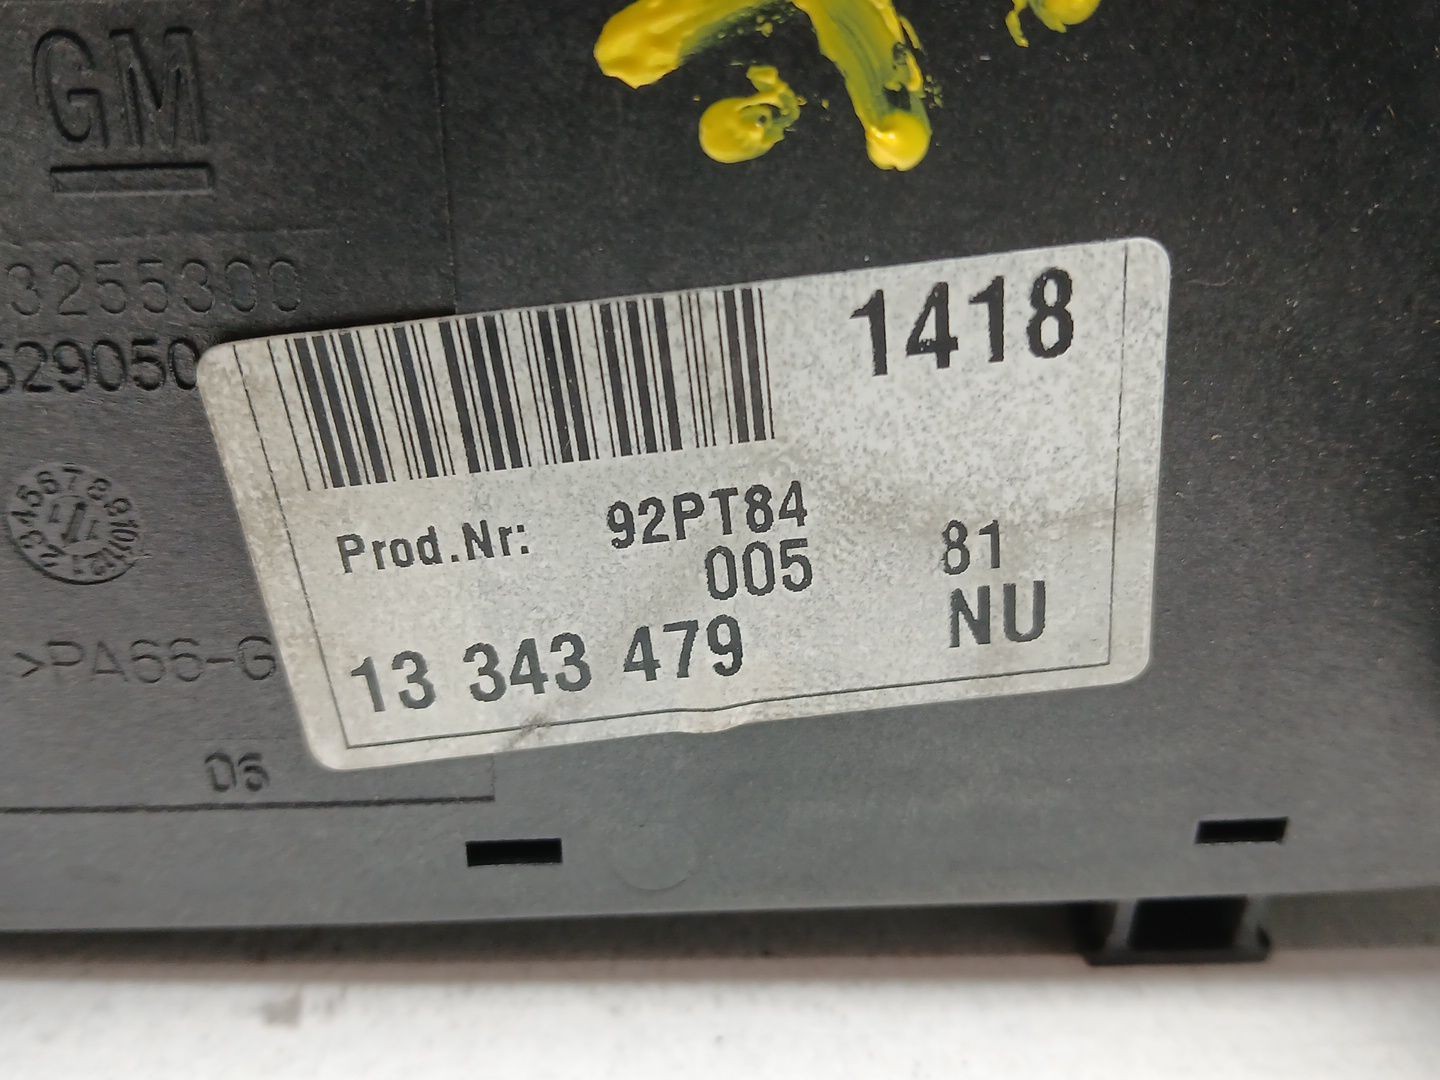 GM
3255300
529050
1418
Prod.Nr: 92PT84
005 81
13 343 479 NU
>PA66-G
06